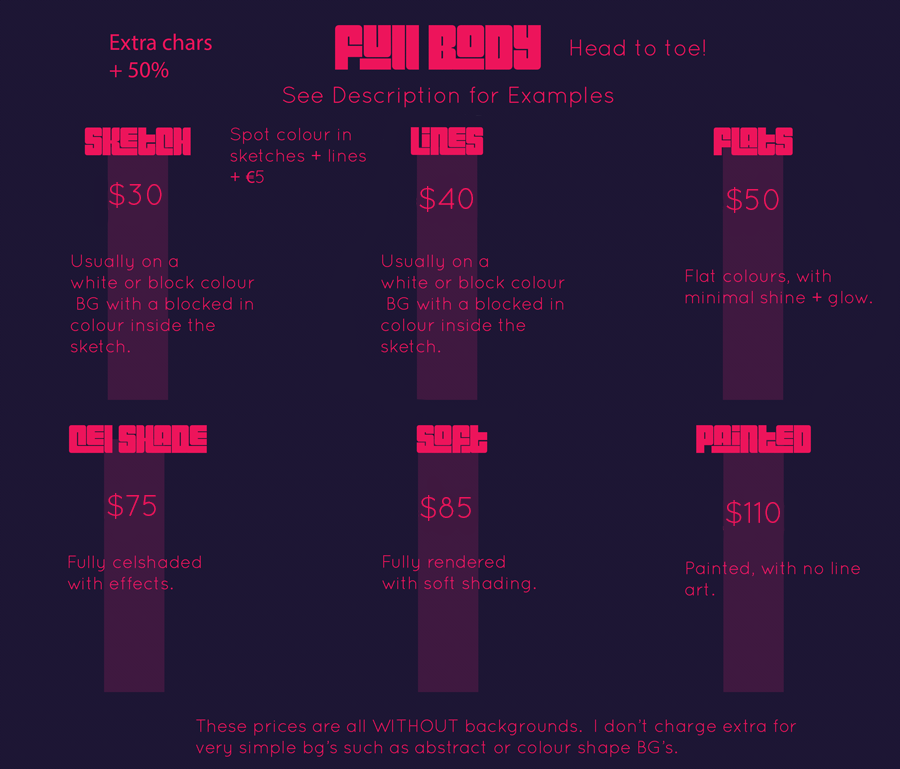 Extra chars
+ 50%
Full Body
Head to toe!
See Description for Examples
Sketch
Spot colour in
sketches + lines
+ €5
$30
Usually on a
white or block colour
BG with a blocked in
colour inside the
sketch.
Lines
$40
Usually on a
white or block colour
BG with a blocked in
colour inside the
sketch.
Flats
$50
Flat colours, with
minimal shine + glow.
Cel Shade
$75
Fully celshaded
with effects.
Soft
$85
Fully rendered
with soft shading.
Painted
$110
Painted, with no line
art.
These prices are all WITHOUT backgrounds. I don't charge extra for
very simple bg's such as abstract or colour shape BG's.